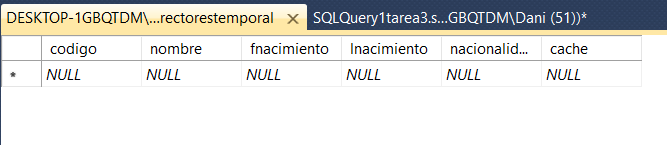 DESKTOP-1GBQTDM\...rectorestemporal SQLQuery1tarea3.s...GBQTDM\Dani (51))*
codigo nombre fnacimiento lnacimiento nacionalid... cache
* NULL NULL NULL NULL NULL NULL